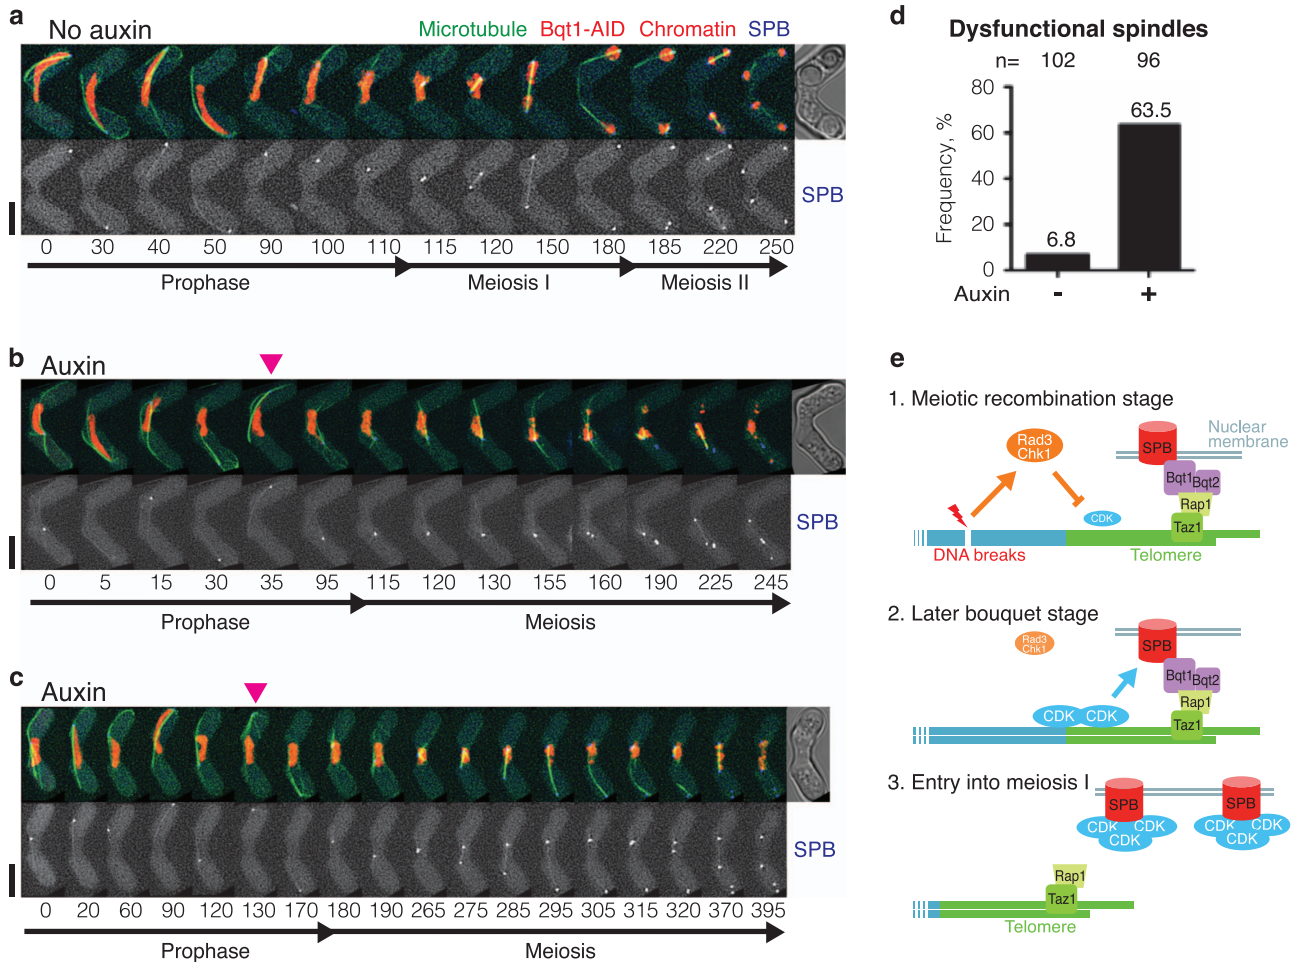 a
No auxin
Microtubule Bqt1-AID Chromatin SPB
SPB
0 30 40 50 90 100 110 115 120 150 180 185 220 250
Prophase Meiosis I Meiosis II
b
Auxin
SPB
0 5 15 30 35 95 115 120 130 155 160 190 225 245
Prophase Meiosis
c
Auxin
SPB
0 20 60 90 120 130 170 180 190 265 275 285 295 305 315 320 370 395
Prophase Meiosis
d
Dysfunctional spindles
n= 102 96
Frequency, %
80
60
40
20
0
6.8
63.5
Auxin - +
e
1. Meiotic recombination stage
Rad3
Chk1
SPB
Nuclear
membrane
Bqt1
Bqt2
Rap1
CDK
Taz1
DNA breaks
Telomere
2. Later bouquet stage
Rad3
Chk1
SPB
Bqt1
Bqt2
Rap1
CDK CDK
Taz1
3. Entry into meiosis I
SPB SPB
CDK CDK CDK CDK
CDK CDK
Rap1
Taz1
Telomere